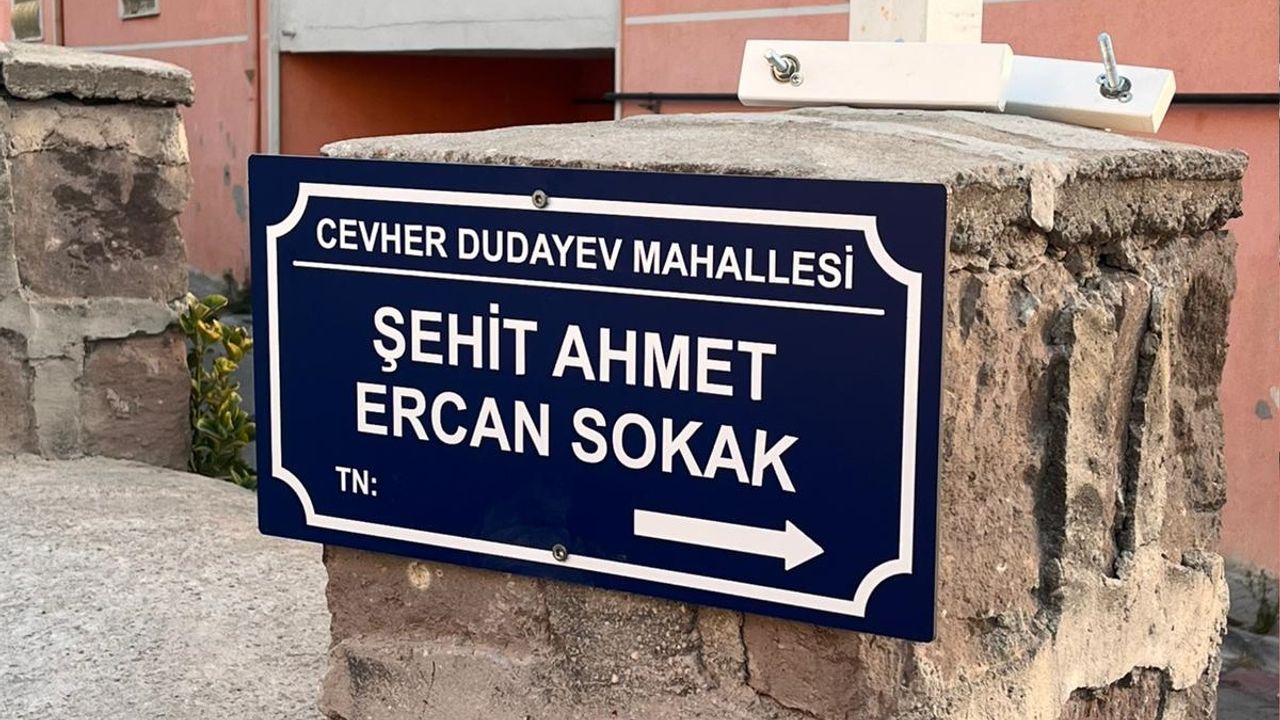 CEVHER DUDAYEV MAHALLESİ
ŞEHİT AHMET
ERCAN SOKAK
TN: